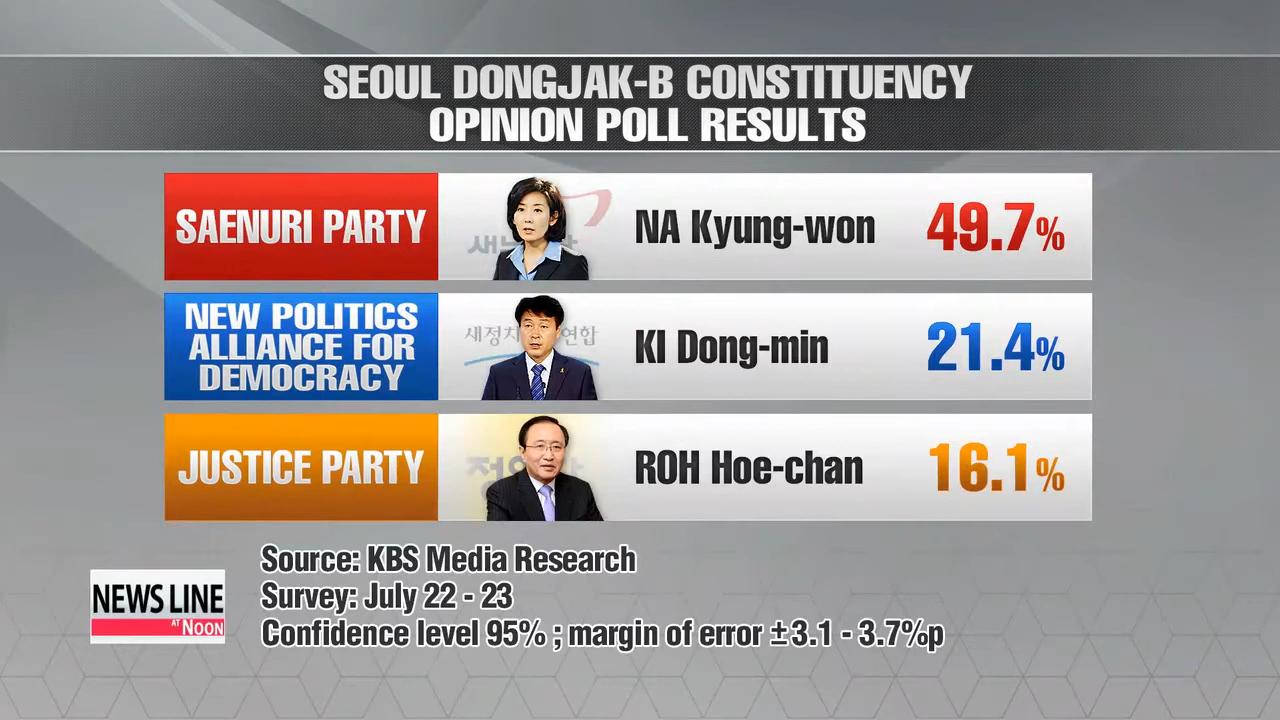 SEOUL DONGJAK-B CONSTITUENCY
OPINION POLL RESULTS
SAENURI PARTY
NA Kyung-won
49.7%
NEW POLITICS
ALLIANCE FOR
DEMOCRACY
새정치
연합
KI Dong-min
21.4%
JUSTICE PARTY
ROH Hoe-chan
16.1%
Source: KBS Media Research
Survey: July 22 - 23
Confidence level 95% ; margin of error ±3.1 - 3.7%p
NEWS LINE
AT NOON